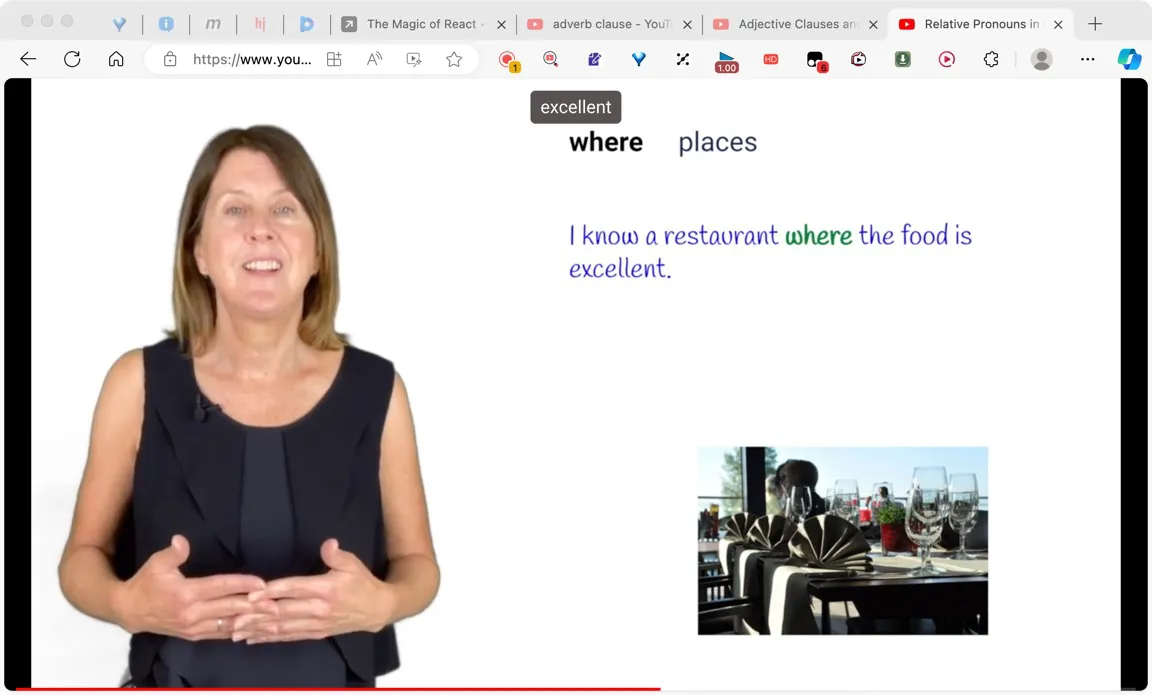 m
hj
The Magic of React -
adverb clause - YouT
Adjective Clauses an
Relative Pronouns in
https://www.you...
1
1.00
HD
6
excellent
where places
I know a restaurant where the food is
excellent.